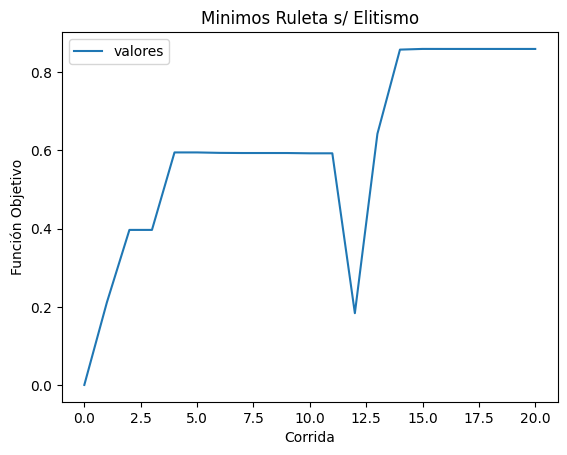 Minimos Ruleta s/ Elitismo
valores
Función Objetivo
0.8
0.6
0.4
0.2
0.0
0.0 2.5 5.0 7.5 10.0 12.5 15.0 17.5 20.0
Corrida